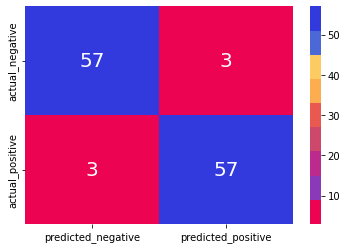 actual_negative
57
3
50
40
actual_positive
3
57
30
20
10
predicted_negative
predicted_positive